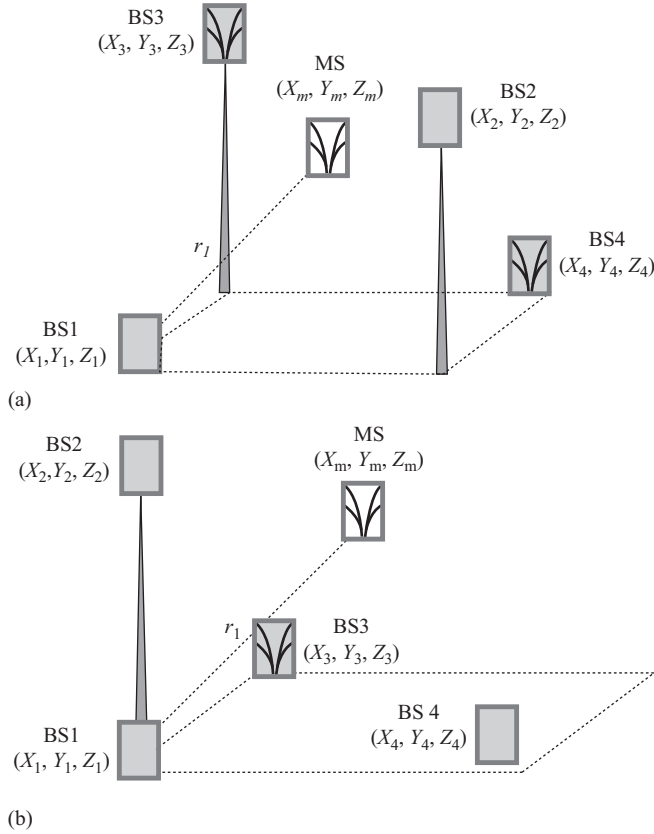 BS3
(X3, Y3, Z3)
MS
(Xm, Ym, Zm)
BS2
(X2, Y2, Z2)
r1
BS4
(X4, Y4, Z4)
BS1
(X1,Y1, Z1)
(a)
BS2
(X2,Y2, Z2)
MS
(Xm, Ym, Zm)
r1
BS3
(X3, Y3, Z3)
BS1
(X1, Y1, Z1)
BS 4
(X4, Y4, Z4)
(b)